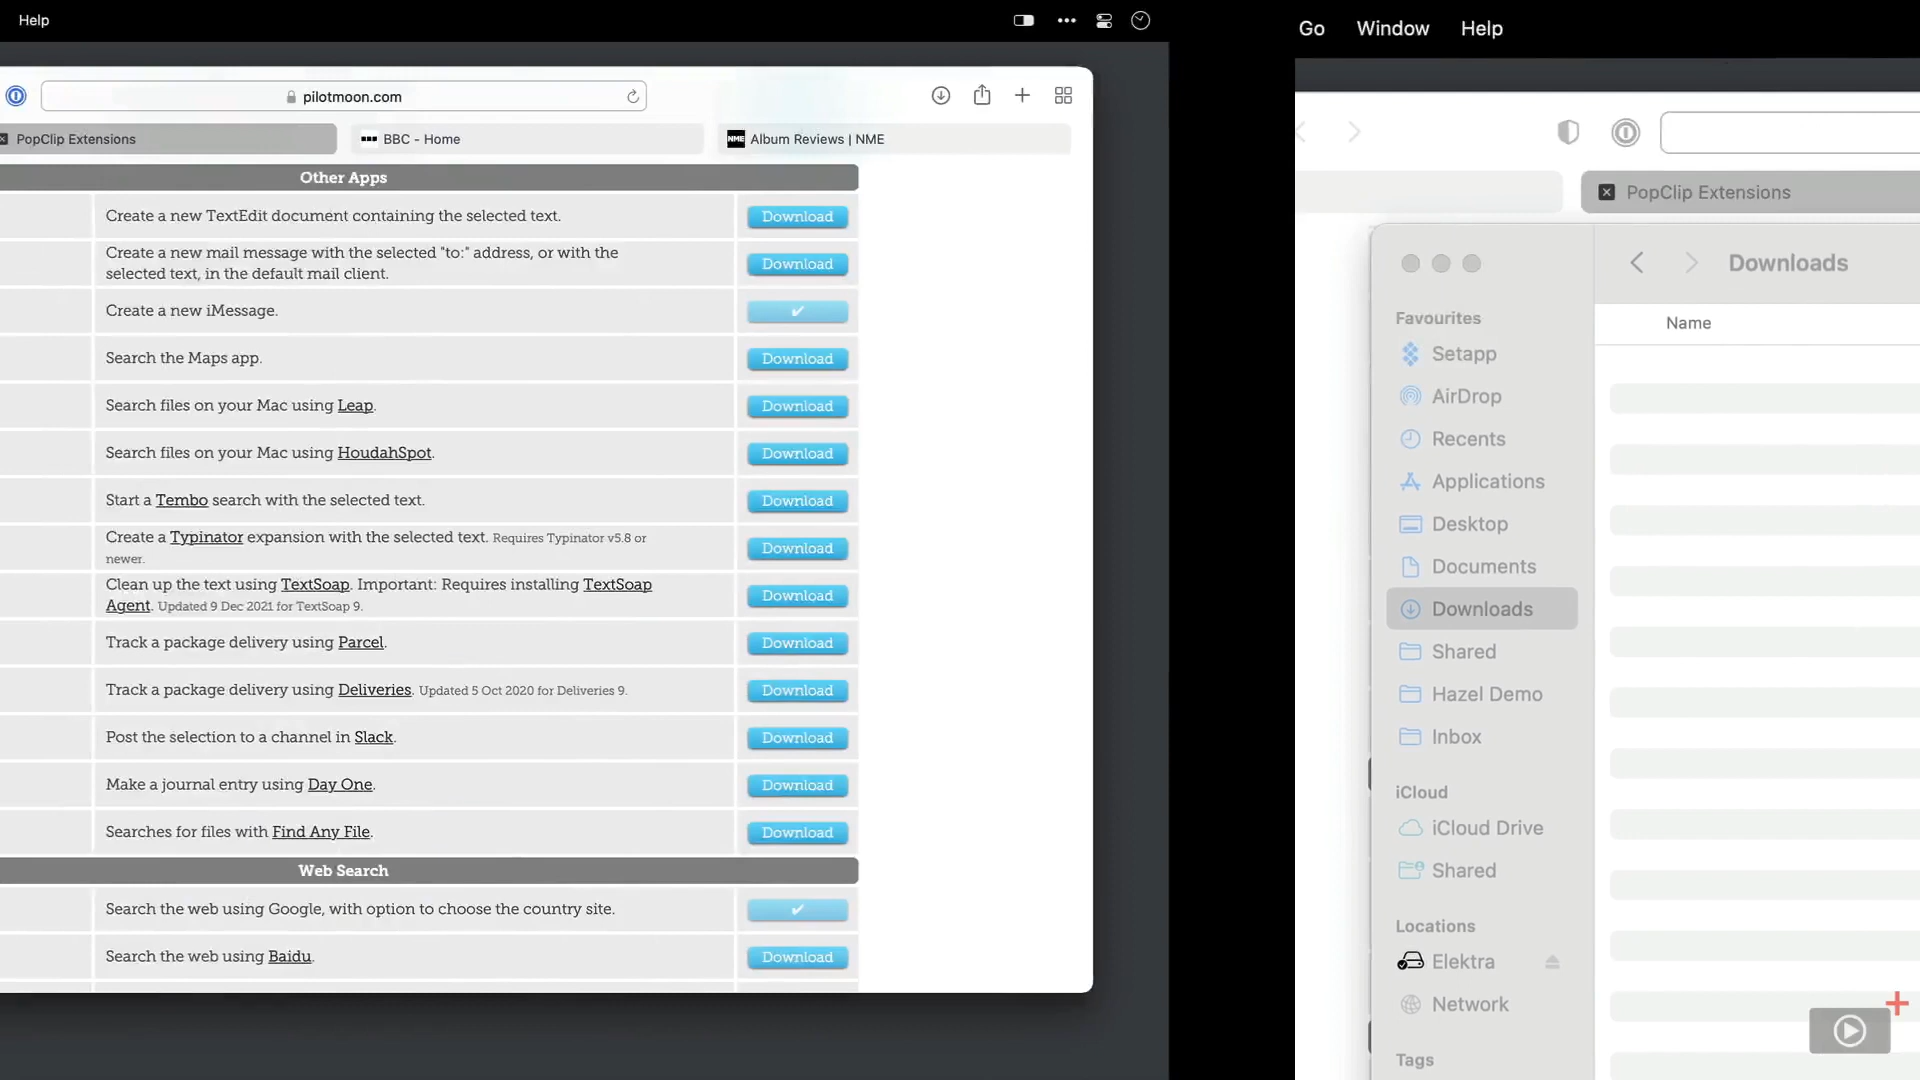 Help
pilotmoon.com
PopClip Extensions
BBC - Home
NME
Album Reviews | NME
Other Apps
Create a new TextEdit document containing the selected text.
Download
Create a new mail message with the selected "to:" address, or with the
selected text, in the default mail client.
Download
Create a new iMessage.
Search the Maps app.
Download
Search files on your Mac using Leap.
Download
Search files on your Mac using HoudahSpot.
Download
Start a Tembo search with the selected text.
Download
Create a Typinator expansion with the selected text. Requires Typinator v5.8 or
newer.
Download
Clean up the text using TextSoap. Important: Requires installing TextSoap
Agent. Updated 9 Dec 2021 for TextSoap 9.
Download
Track a package delivery using Parcel.
Download
Track a package delivery using Deliveries. Updated 5 Oct 2020 for Deliveries 9.
Download
Post the selection to a channel in Slack.
Download
Make a journal entry using Day One.
Download
Searches for files with Find Any File.
Download
Web Search
Search the web using Google, with option to choose the country site.
Search the web using Baidu.
Download
Go Window Help
PopClip Extensions
Downloads
Name
Favourites
Setapp
AirDrop
Recents
Applications
Desktop
Documents
Downloads
Shared
Hazel Demo
Inbox
iCloud
iCloud Drive
Shared
Locations
Elektra
Network
Tags